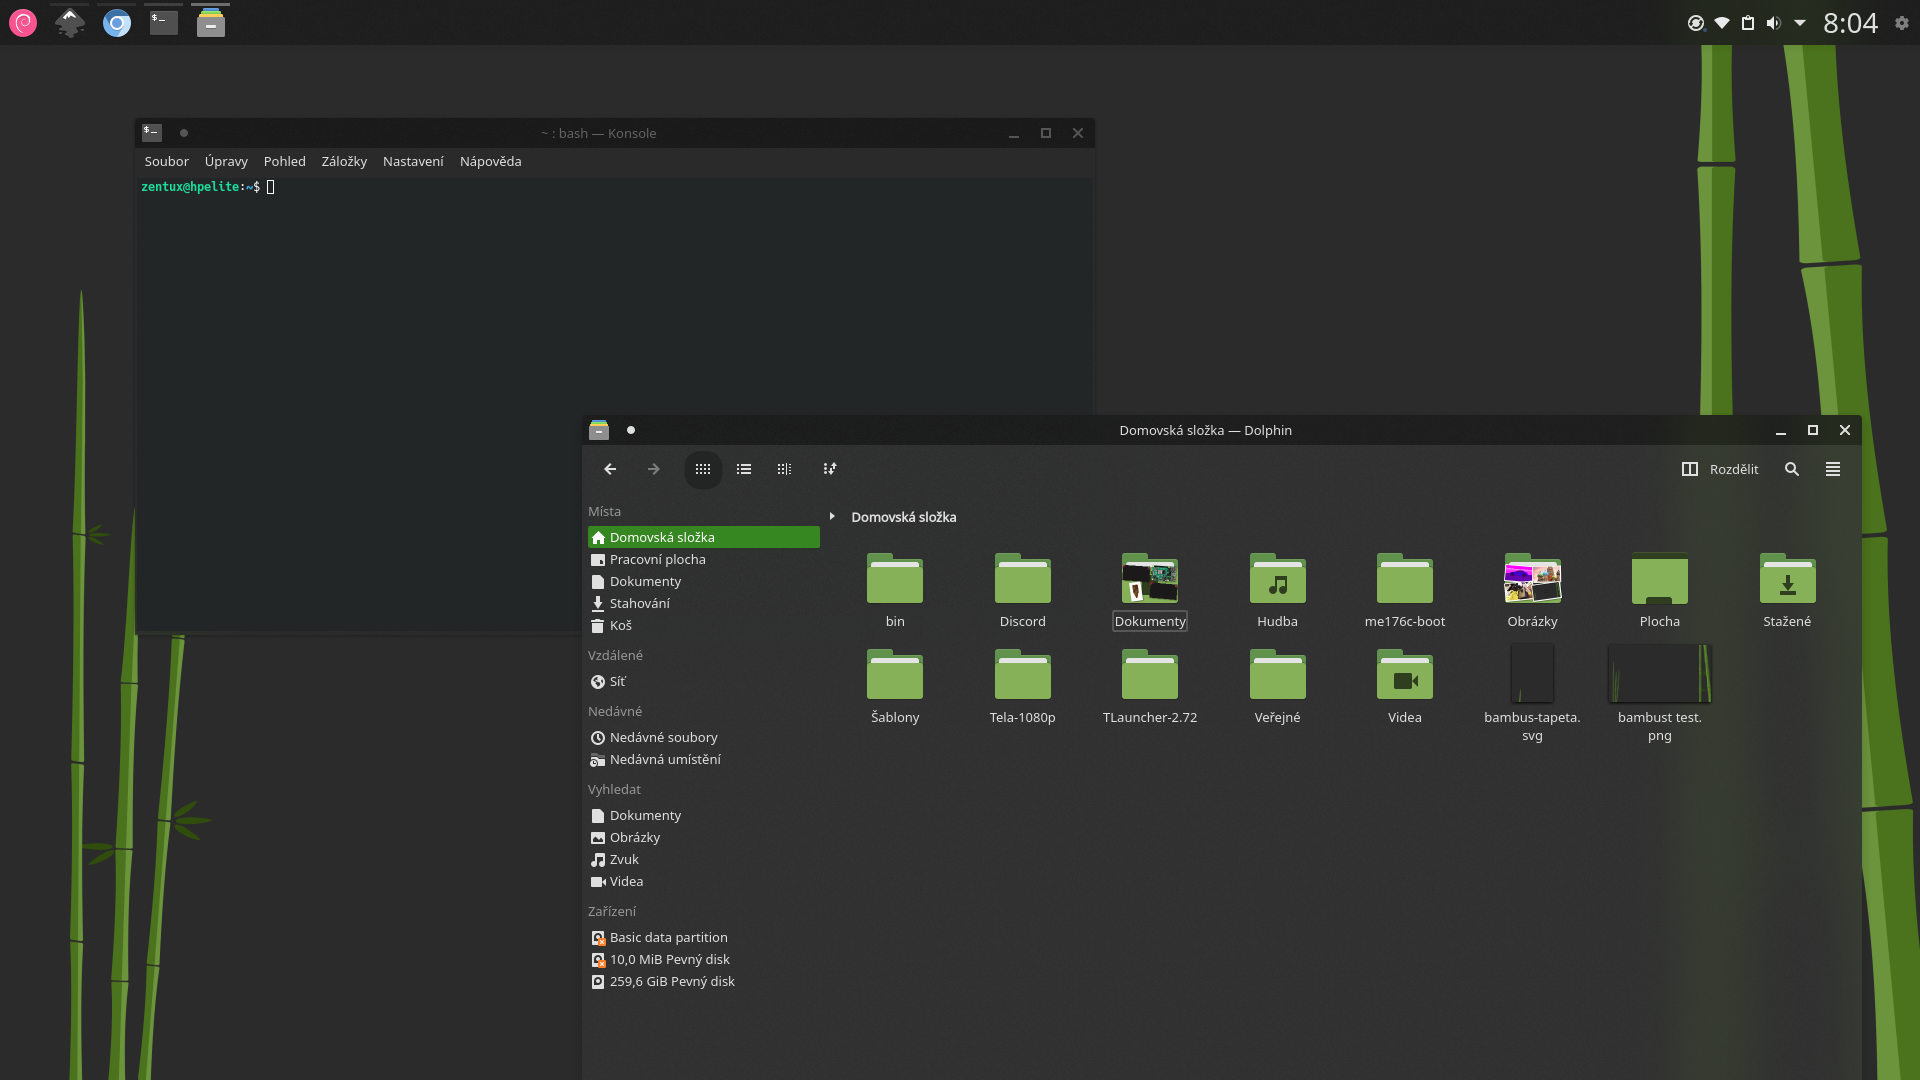 8:04
~ : bash — Konsole
Soubor Úpravy Pohled Záložky Nastavení Nápověda
zentux@hpelite:~$
Domovská složka — Dolphin
Rozdělit
Místa
Domovská složka
Pracovní plocha
Dokumenty
Stahování
Koš
Vzdálené
Síť
Nedávné
Nedávné soubory
Nedávná umístění
Vyhledat
Dokumenty
Obrázky
Zvuk
Videa
Zařízení
Basic data partition
10,0 MiB Pevný disk
259,6 GiB Pevný disk
Domovská složka
bin Discord Dokumenty Hudba me176c-boot Obrázky Plocha Stažené
Šablony Tela-1080p TLauncher-2.72 Veřejné Videa bambus-tapeta. bambust test.
svg png